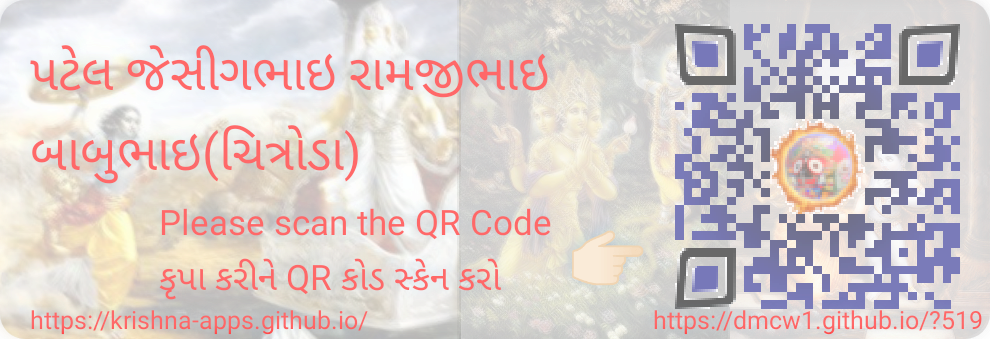 પટેલ જેસીગભાઇ રામજીભાઇ
બાબુભાઇ(ચિત્રોડા)
Please scan the QR Code
કૃપા કરીને QR કોડ સ્કેન કરો
https://krishna-apps.github.io/
https://dmcw1.github.io/?519